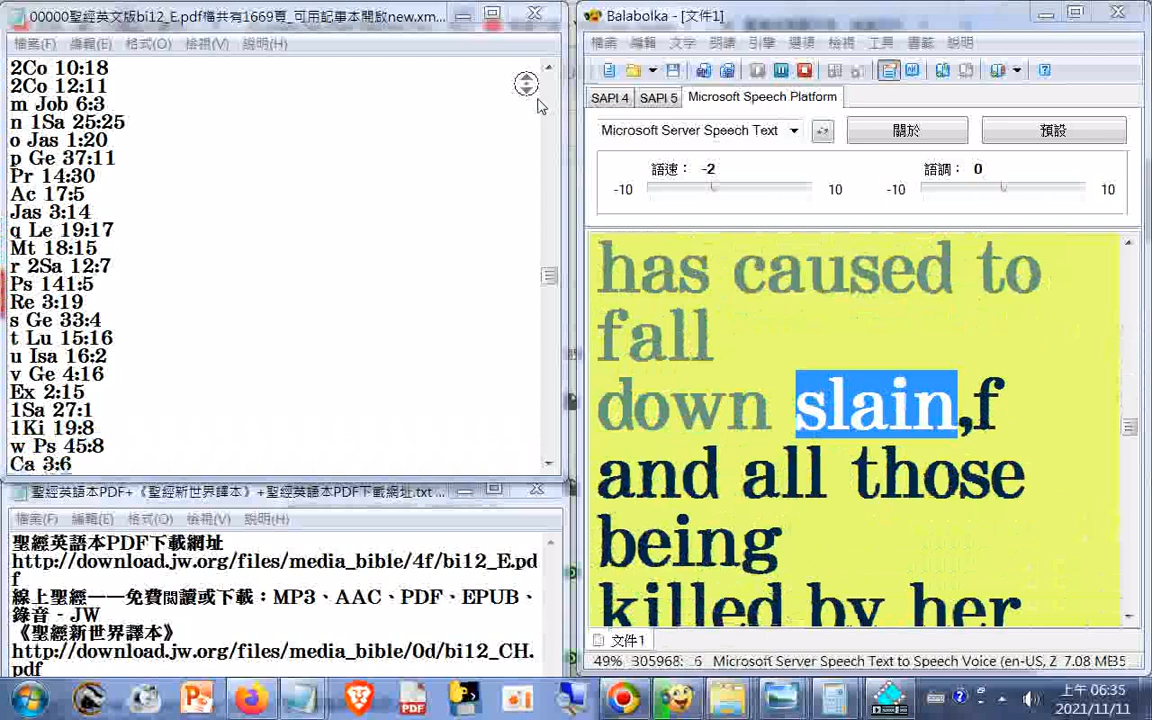 00000聖經英文版bi12_E.pdf檔共有1669頁_可用記事本開啟new.xm...
檔案(F) 編輯(E) 格式(O) 檢視(V) 說明(H)
2Co 10:18
2Co 12:11
m Job 6:3
n 1Sa 25:25
o Jas 1:20
p Ge 37:11
Pr 14:30
Ac 17:5
Jas 3:14
q Le 19:17
Mt 18:15
r 2Sa 12:7
Ps 141:5
Re 3:19
s Ge 33:4
t Lu 15:16
u Isa 16:2
v Ge 4:16
Ex 2:15
1Sa 27:1
1Ki 19:8
w Ps 45:8
Ca 3:6
聖經英語本PDF+《聖經新世界譯本》+聖經英語本PDF下載網址.txt ...
檔案(F) 編輯(E) 格式(O) 檢視(V) 說明(H)
聖經英語本PDF下載網址
http://download.jw.org/files/media_bible/4f/bi12_E.pd
f
線上聖經──免費閱讀或下載：MP3、AAC、PDF、EPUB、
錄音 - JW
《聖經新世界譯本》
http://download.jw.org/files/media_bible/0d/bi12_CH.
pdf
Balabolka - [文件1]
檔案 編輯 文字 朗讀 引擎 選項 檢視 工具 書籤 說明
SAPI 4 SAPI 5 Microsoft Speech Platform
Microsoft Server Speech Text 關於 預設
語速： -2 語調： 0
-10 10 -10 10
has caused to
fall
down slain,f
and all those
being
killed by her
文件1
49% 305968: 6 Microsoft Server Speech Text to Speech Voice (en-US, Z 7.08 MB35
上午 06:35
2021/11/11